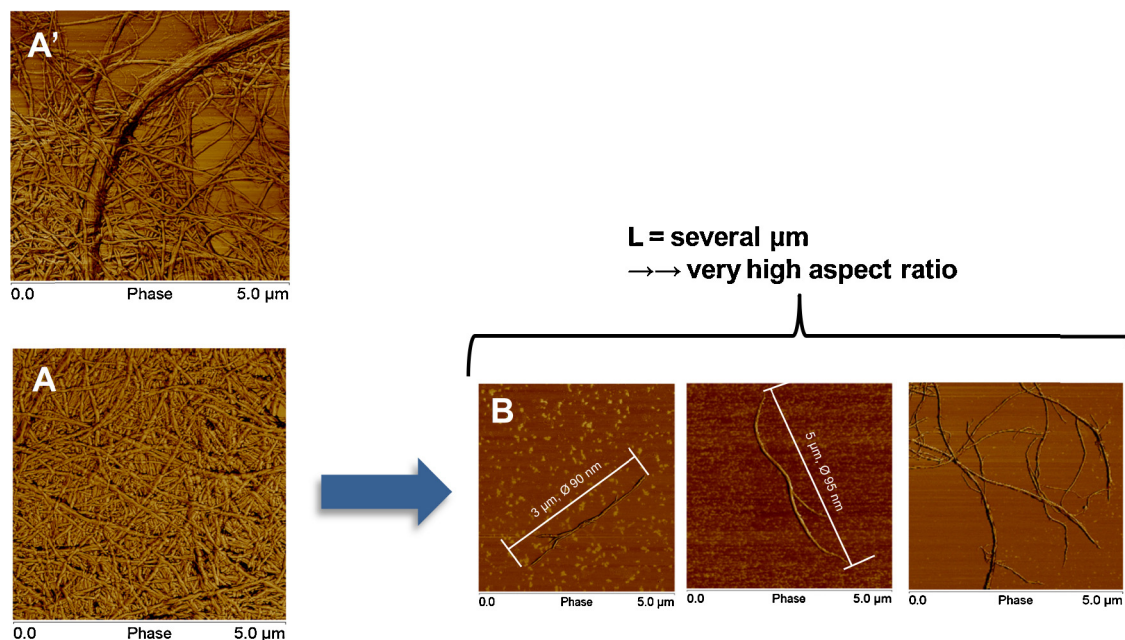 A’
0.0 Phase 5.0 µm
L = several µm
→→ very high aspect ratio
A
0.0 Phase 5.0 µm
B
3 µm, Ø 90 nm
0.0 Phase 5.0 µm
5 µm, Ø 95 nm
0.0 Phase 5.0 µm
0.0 Phase 5.0 µm